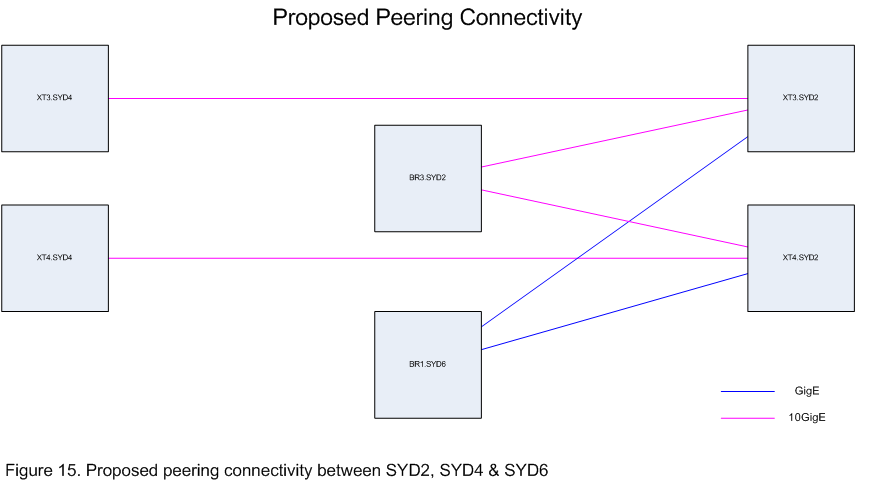 Proposed Peering Connectivity
XT3.SYD4
XT3.SYD2
BR3.SYD2
XT4.SYD4
XT4.SYD2
BR1.SYD6
GigE
10GigE
Figure 15. Proposed peering connectivity between SYD2, SYD4 & SYD6